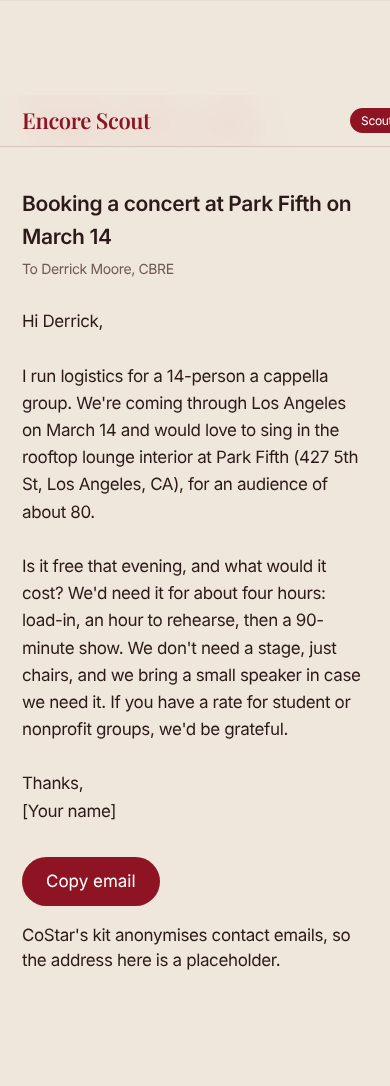 Encore Scout
Scout
Booking a concert at Park Fifth on
March 14
To Derrick Moore, CBRE
Hi Derrick,
I run logistics for a 14-person a cappella
group. We're coming through Los Angeles
on March 14 and would love to sing in the
rooftop lounge interior at Park Fifth (427 5th
St, Los Angeles, CA), for an audience of
about 80.
Is it free that evening, and what would it
cost? We'd need it for about four hours:
load-in, an hour to rehearse, then a 90-
minute show. We don't need a stage, just
chairs, and we bring a small speaker in case
we need it. If you have a rate for student or
nonprofit groups, we'd be grateful.
Thanks,
[Your name]
Copy email
CoStar's kit anonymises contact emails, so
the address here is a placeholder.